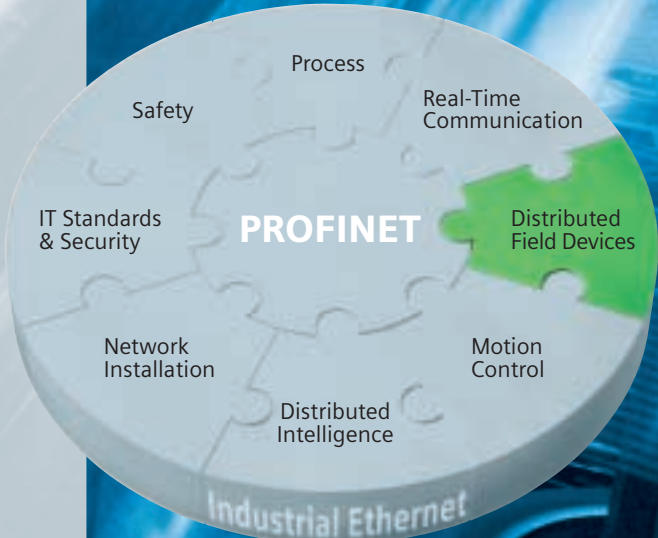 Process
Real-Time
Communication
Safety
IT Standards
& Security
PROFINET
Distributed
Field Devices
Network
Installation
Motion
Control
Distributed
Intelligence
Industrial Ethernet